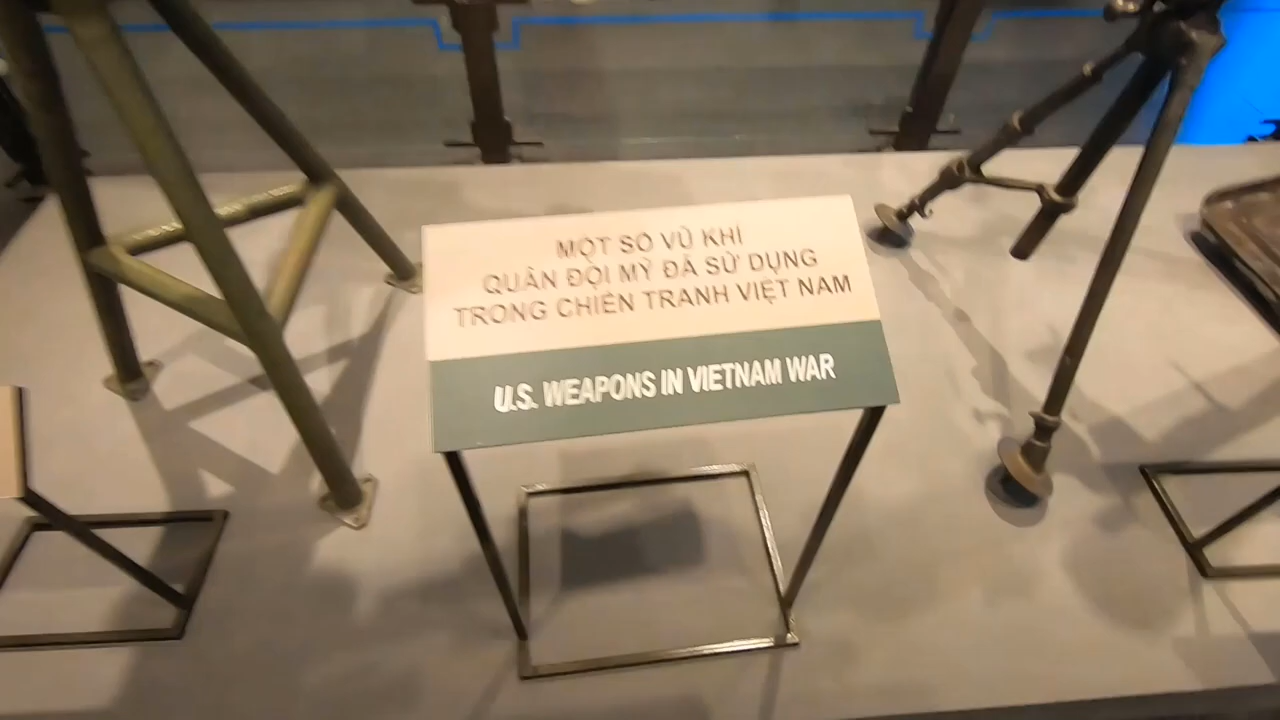 MỘT SỐ VŨ KHÍ
QUÂN ĐỘI MỸ ĐÃ SỬ DỤNG
TRONG CHIẾN TRANH VIỆT NAM
U.S. WEAPONS IN VIETNAM WAR